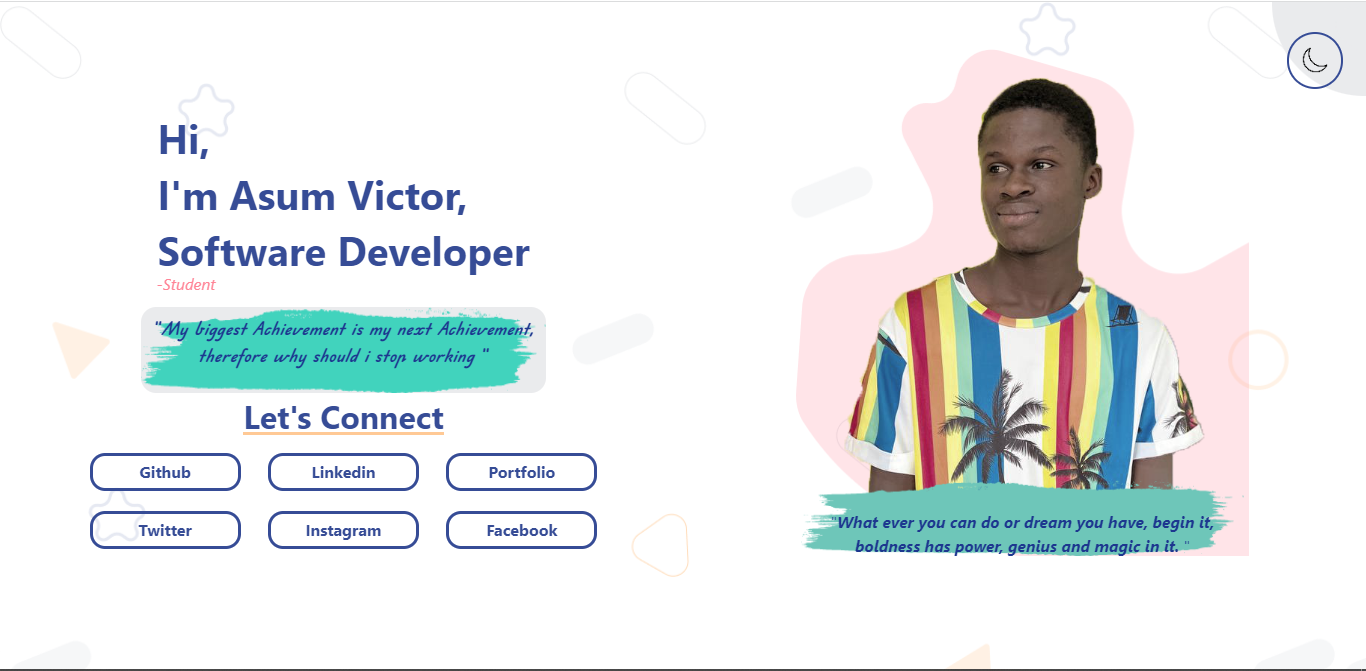 Hi,
I'm Asum Victor,
Software Developer
-Student
"My biggest Achievement is my next Achievement,
therefore why should i stop working "
Let's Connect
Github
Linkedin
Portfolio
Twitter
Instagram
Facebook
"What ever you can do or dream you have, begin it,
boldness has power, genius and magic in it. "